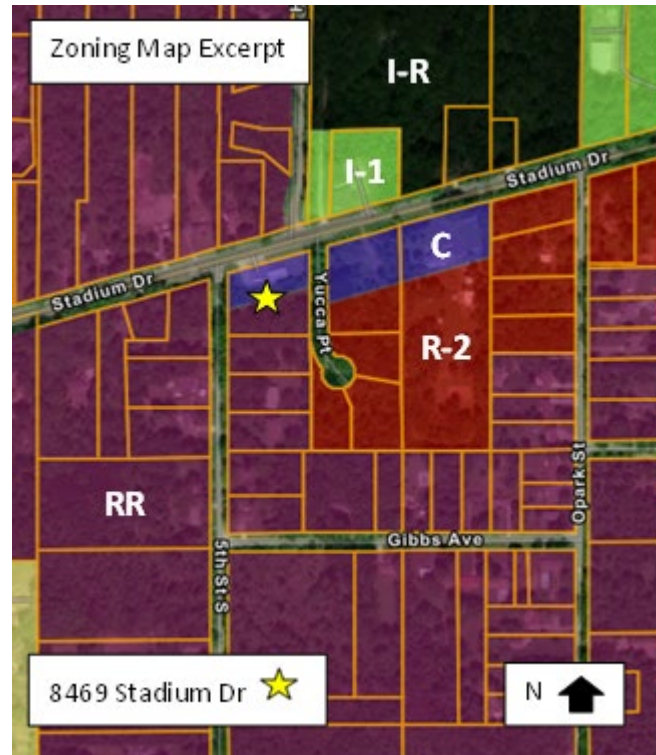 Zoning Map Excerpt
I-R
I-1
Stadium Dr
C
Stadium Dr
Yucca Pt
R-2
RR
Opark St
Gibbs Ave
5th St S
8469 Stadium Dr
N